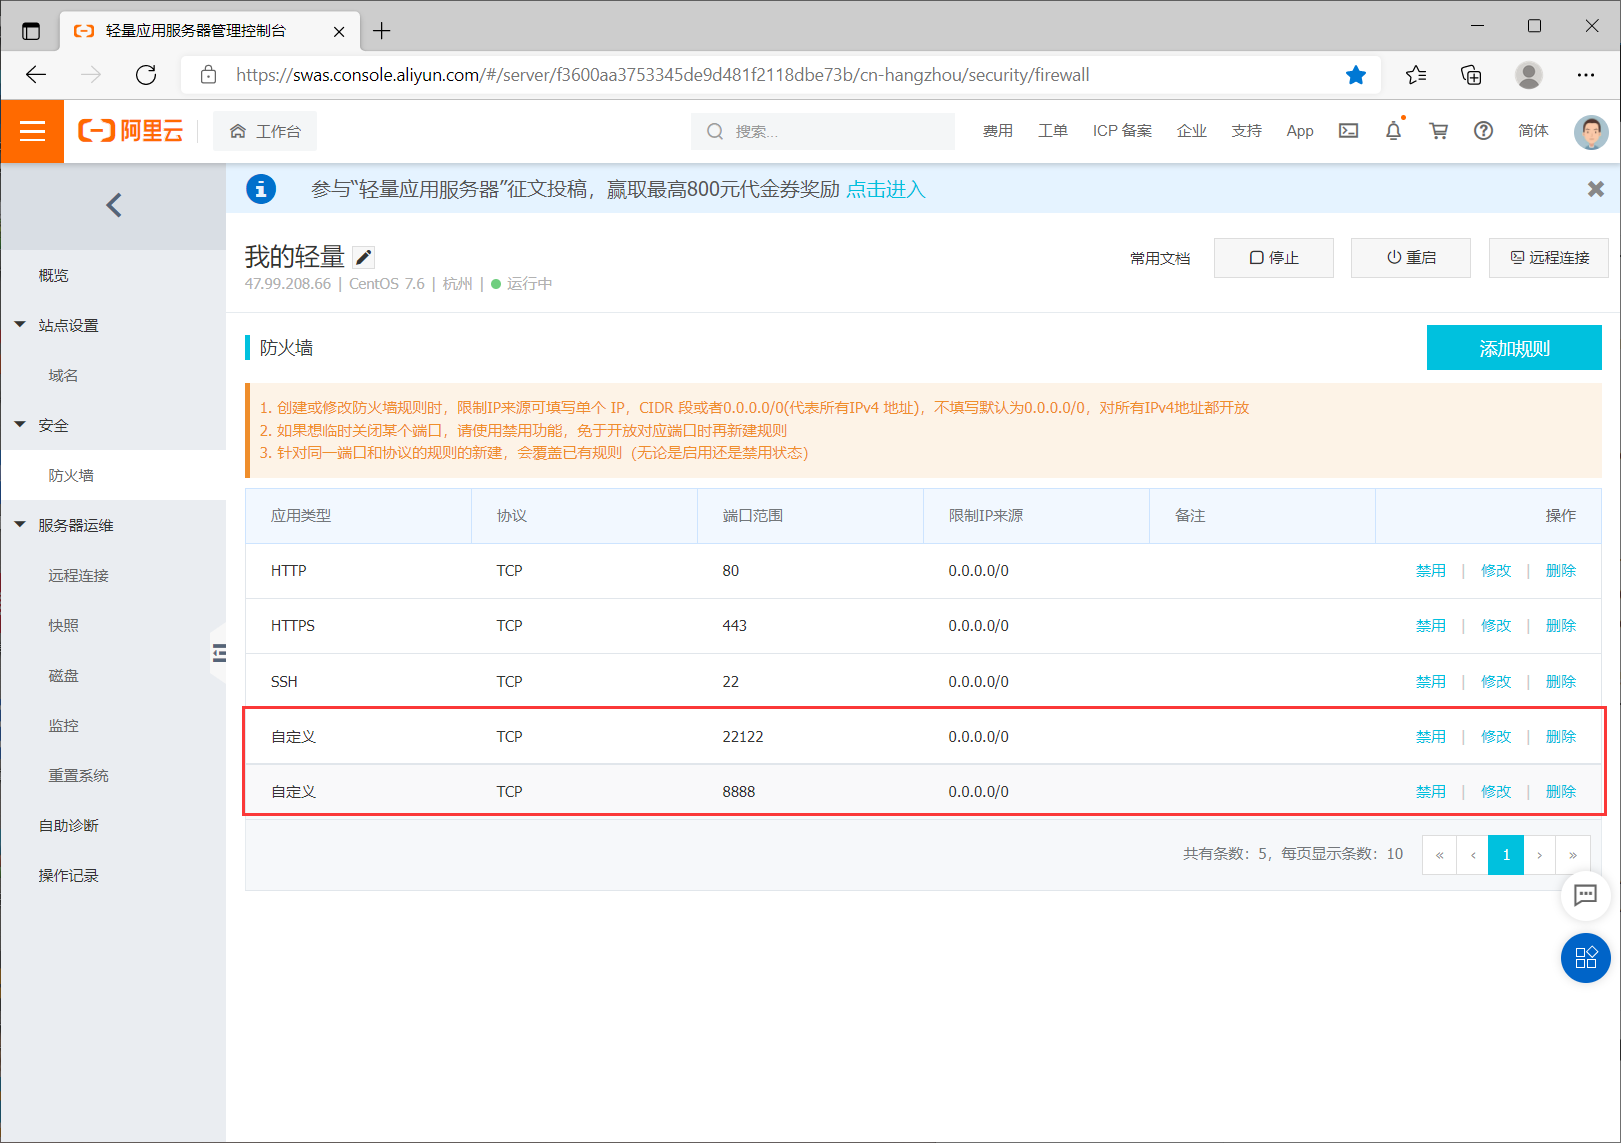 轻量应用服务器管理控制台
https://swas.console.aliyun.com/#/server/f3600aa3753345de9d481f2118dbe73b/cn-hangzhou/security/firewall
阿里云
工作台
搜索...
费用
工单
ICP 备案
企业
支持
App
简体
参与“轻量应用服务器”征文投稿，赢取最高800元代金券奖励 点击进入
概览
站点设置
域名
安全
防火墙
服务器运维
远程连接
快照
磁盘
监控
重置系统
自助诊断
操作记录
我的轻量
47.99.208.66 | CentOS 7.6 | 杭州 | 运行中
常用文档
停止
重启
远程连接
防火墙
添加规则
1. 创建或修改防火墙规则时，限制IP来源可填写单个 IP，CIDR 段或者0.0.0.0/0(代表所有IPv4 地址)，不填写默认为0.0.0.0/0，对所有IPv4地址都开放
2. 如果想临时关闭某个端口，请使用禁用功能，免于开放对应端口时再新建规则
3. 针对同一端口和协议的规则的新建，会覆盖已有规则（无论是启用还是禁用状态）
应用类型 协议 端口范围 限制IP来源 备注 操作
HTTP TCP 80 0.0.0.0/0 禁用 | 修改 | 删除
HTTPS TCP 443 0.0.0.0/0 禁用 | 修改 | 删除
SSH TCP 22 0.0.0.0/0 禁用 | 修改 | 删除
自定义 TCP 22122 0.0.0.0/0 禁用 | 修改 | 删除
自定义 TCP 8888 0.0.0.0/0 禁用 | 修改 | 删除
共有条数：5，每页显示条数：10 « ‹ 1 › »